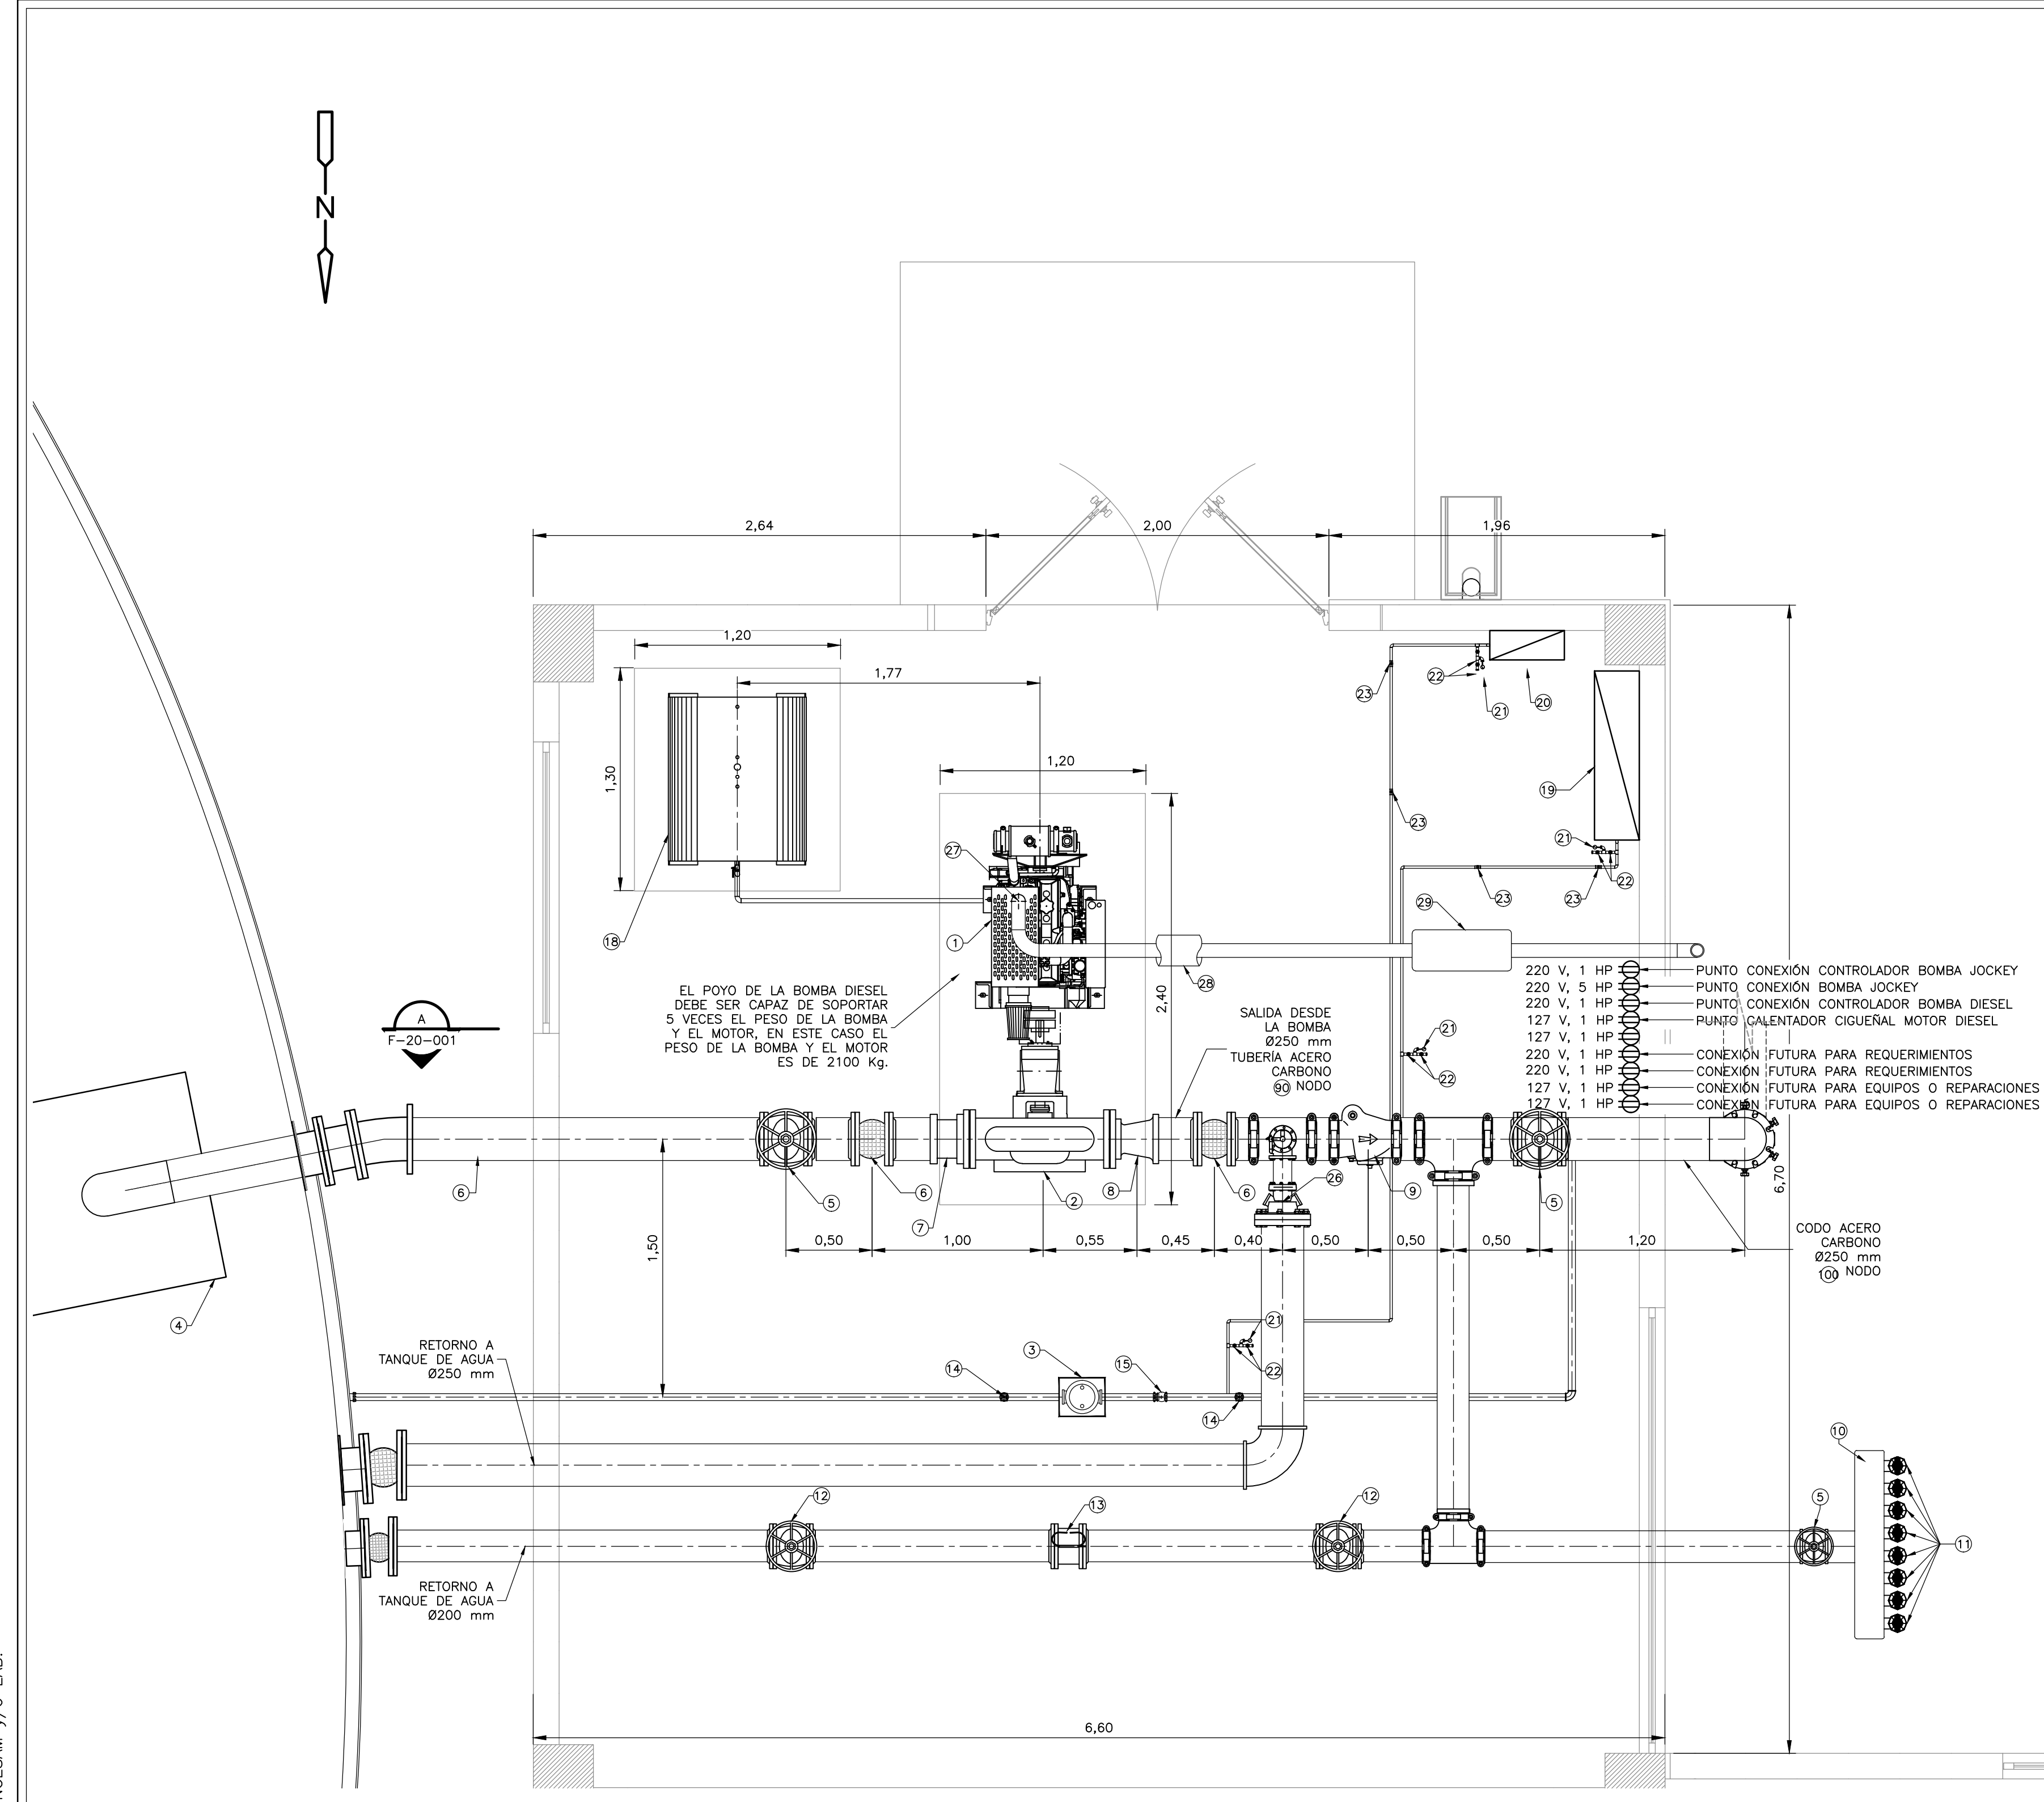 N
2,64
2,00
1,96
1,20
1,77
1,30
1,20
2,40
22
21
20
23
19
23
21
22
23
23
27
18
1
29
28
EL POYO DE LA BOMBA DIESEL
DEBE SER CAPAZ DE SOPORTAR
5 VECES EL PESO DE LA BOMBA
Y EL MOTOR, EN ESTE CASO EL
PESO DE LA BOMBA Y EL MOTOR
ES DE 2100 Kg.
A
F-20-001
SALIDA DESDE
LA BOMBA
Ø250 mm
TUBERÍA ACERO
CARBONO
90 NODO
21
22
220 V, 1 HP PUNTO CONEXIÓN CONTROLADOR BOMBA JOCKEY
220 V, 5 HP PUNTO CONEXIÓN BOMBA JOCKEY
220 V, 1 HP PUNTO CONEXIÓN CONTROLADOR BOMBA DIESEL
127 V, 1 HP PUNTO CALENTADOR CIGUEÑAL MOTOR DIESEL
127 V, 1 HP
220 V, 1 HP CONEXIÓN FUTURA PARA REQUERIMIENTOS
220 V, 1 HP CONEXIÓN FUTURA PARA REQUERIMIENTOS
127 V, 1 HP CONEXIÓN FUTURA PARA EQUIPOS O REPARACIONES
127 V, 1 HP CONEXIÓN FUTURA PARA EQUIPOS O REPARACIONES
6
5
6
7
2
8
6
26
9
5
6,70
1,50
0,50
1,00
0,55
0,45
0,40
0,50
0,50
0,50
1,20
CODO ACERO
CARBONO
Ø250 mm
100 NODO
4
RETORNO A
TANQUE DE AGUA
Ø250 mm
14
3
15
21
22
14
10
12
13
12
5
11
RETORNO A
TANQUE DE AGUA
Ø200 mm
6,60